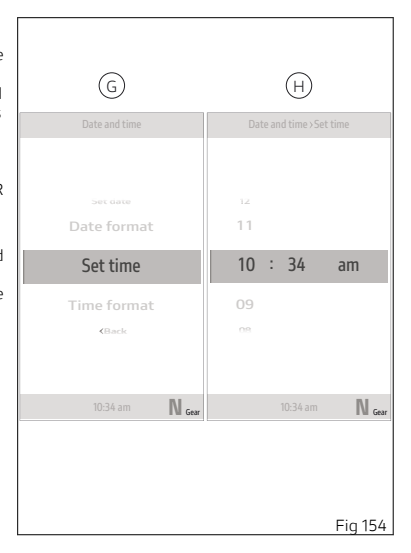 e
d
s
R
d
e
G
Date and time
Set date
Date format
Set time
Time format
‹Back
10:34 am N Gear
H
Date and time › Set time
12
11
10 : 34 am
09
08
10:34 am N Gear
Fig 154